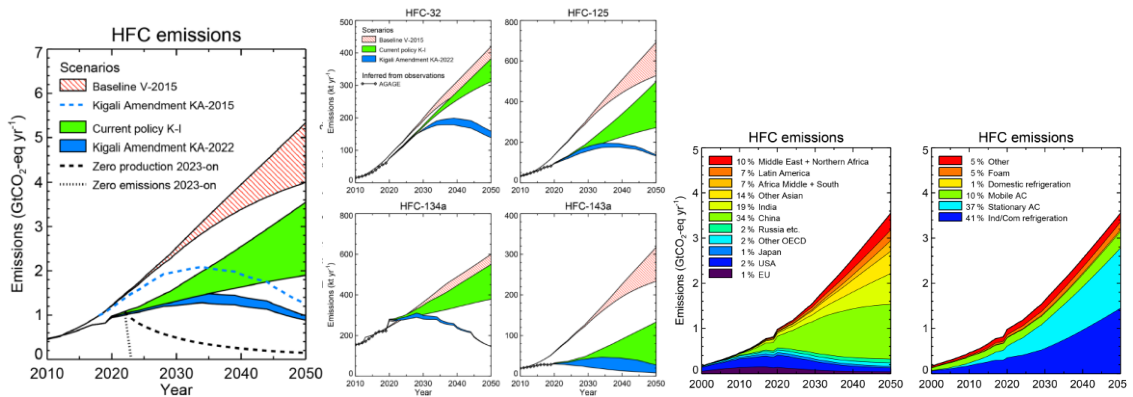 HFC emissions
7
6
5
4
3
2
1
0
Emissions (GtCO2-eq yr-1)
Scenarios
Baseline V-2015
Kigali Amendment KA-2015
Current policy K-I
Kigali Amendment KA-2022
Zero production 2023-on
Zero emissions 2023-on
2010 2020 2030 2040 2050
Year
HFC-32
500
400
300
200
100
0
Emissions (kt yr-1)
Scenarios
Baseline V-2015
Current policy K-I
Kigali Amendment KA-2022
Inferred from observations
AGAGE
2010 2020 2030 2040 2050
HFC-125
800
600
400
200
0
2010 2020 2030 2040 2050
HFC-134a
800
600
400
200
0
Emissions (kt yr-1)
2010 2020 2030 2040 2050
Year
HFC-143a
400
300
200
100
0
2010 2020 2030 2040 2050
Year
HFC emissions
5
4
3
2
1
0
Emissions (GtCO2-eq yr-1)
10 % Middle East + Northern Africa
7 % Latin America
7 % Africa Middle + South
14 % Other Asian
19 % India
34 % China
2 % Russia etc.
2 % Other OECD
1 % Japan
2 % USA
1 % EU
2000 2010 2020 2030 2040 2050
Year
HFC emissions
5
4
3
2
1
0
5 % Other
5 % Foam
1 % Domestic refrigeration
10 % Mobile AC
37 % Stationary AC
41 % Ind/Com refrigeration
2000 2010 2020 2030 2040 205
Year